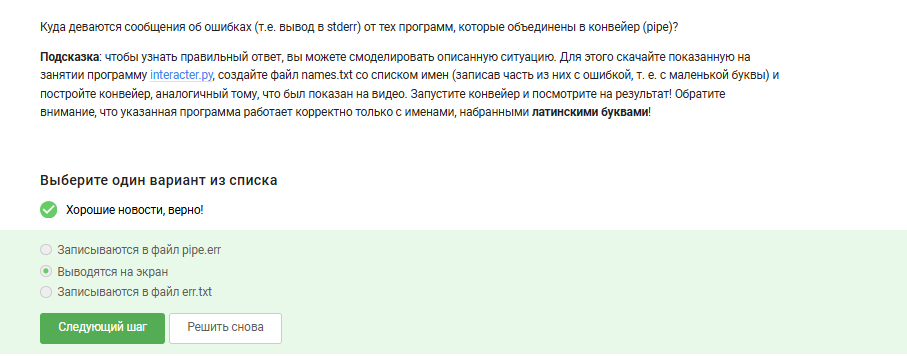 Куда деваются сообщения об ошибках (т.е. вывод в stderr) от тех программ, которые объединены в конвейер (pipe)?
Подсказка: чтобы узнать правильный ответ, вы можете смоделировать описанную ситуацию. Для этого скачайте показанную на
занятии программу interacter.py, создайте файл names.txt со списком имен (записав часть из них с ошибкой, т. е. с маленькой буквы) и
постройте конвейер, аналогичный тому, что был показан на видео. Запустите конвейер и посмотрите на результат! Обратите
внимание, что указанная программа работает корректно только с именами, набранными латинскими буквами!
Выберите один вариант из списка
Хорошие новости, верно!
Записываются в файл pipe.err
Выводятся на экран
Записываются в файл err.txt
Следующий шаг
Решить снова